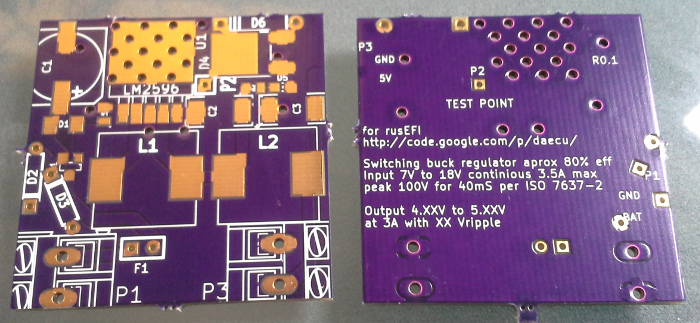 D6
C1
U1
D4
P2
D5
LM2596
+
D1
C2
C3
L1
L2
D2
D3
F1
P1
P3
P3
GND
5V
P2
R0.1
TEST POINT
for rusEFI
http://code.google.com/p/daecu/
Switching buck regulator aprox 80% eff
Input 7V to 18V continious 3.5A max
peak 100V for 40mS per ISO 7637-2
P1
GND
BAT
Output 4.XXV to 5.XXV
at 3A with XX Vripple